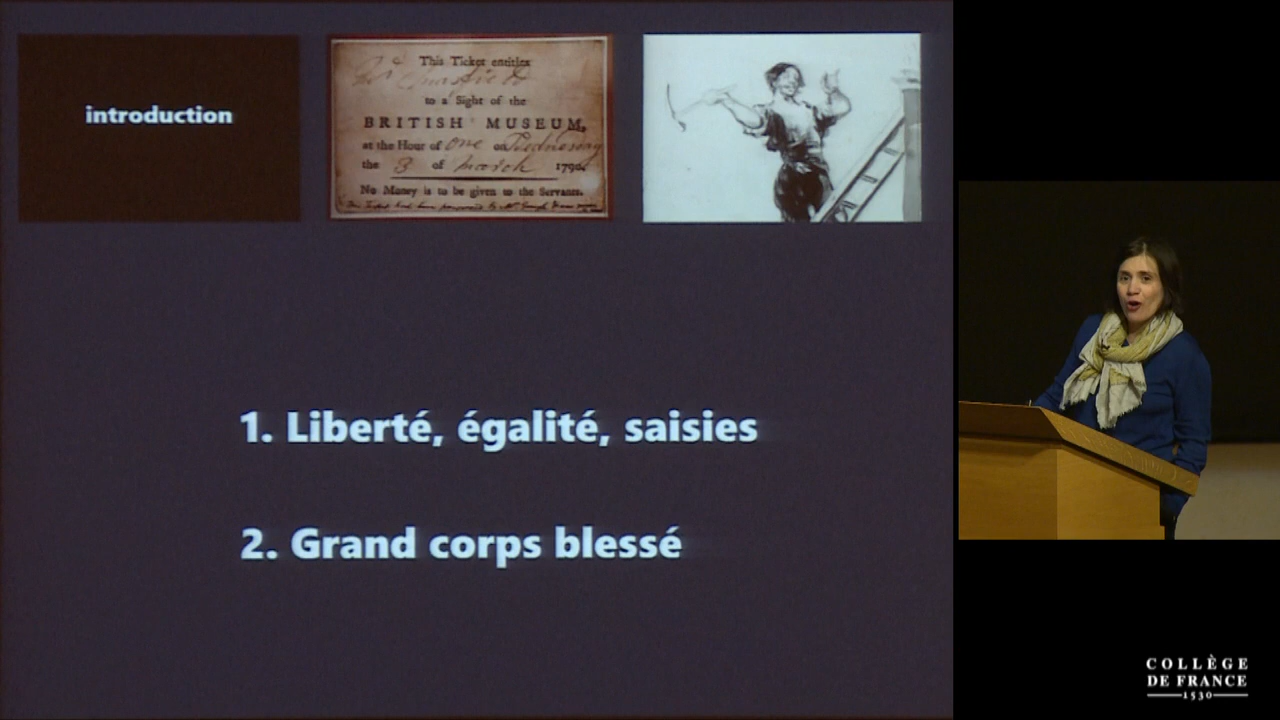 introduction
This Ticket entitles
to a Sight of the
BRITISH MUSEUM,
at the Hour of one on Wednesday
the 3 of March 1790.
No Money is to be given to the Servants.
1. Liberté, égalité, saisies
2. Grand corps blessé
COLLÈGE
DE FRANCE
1530